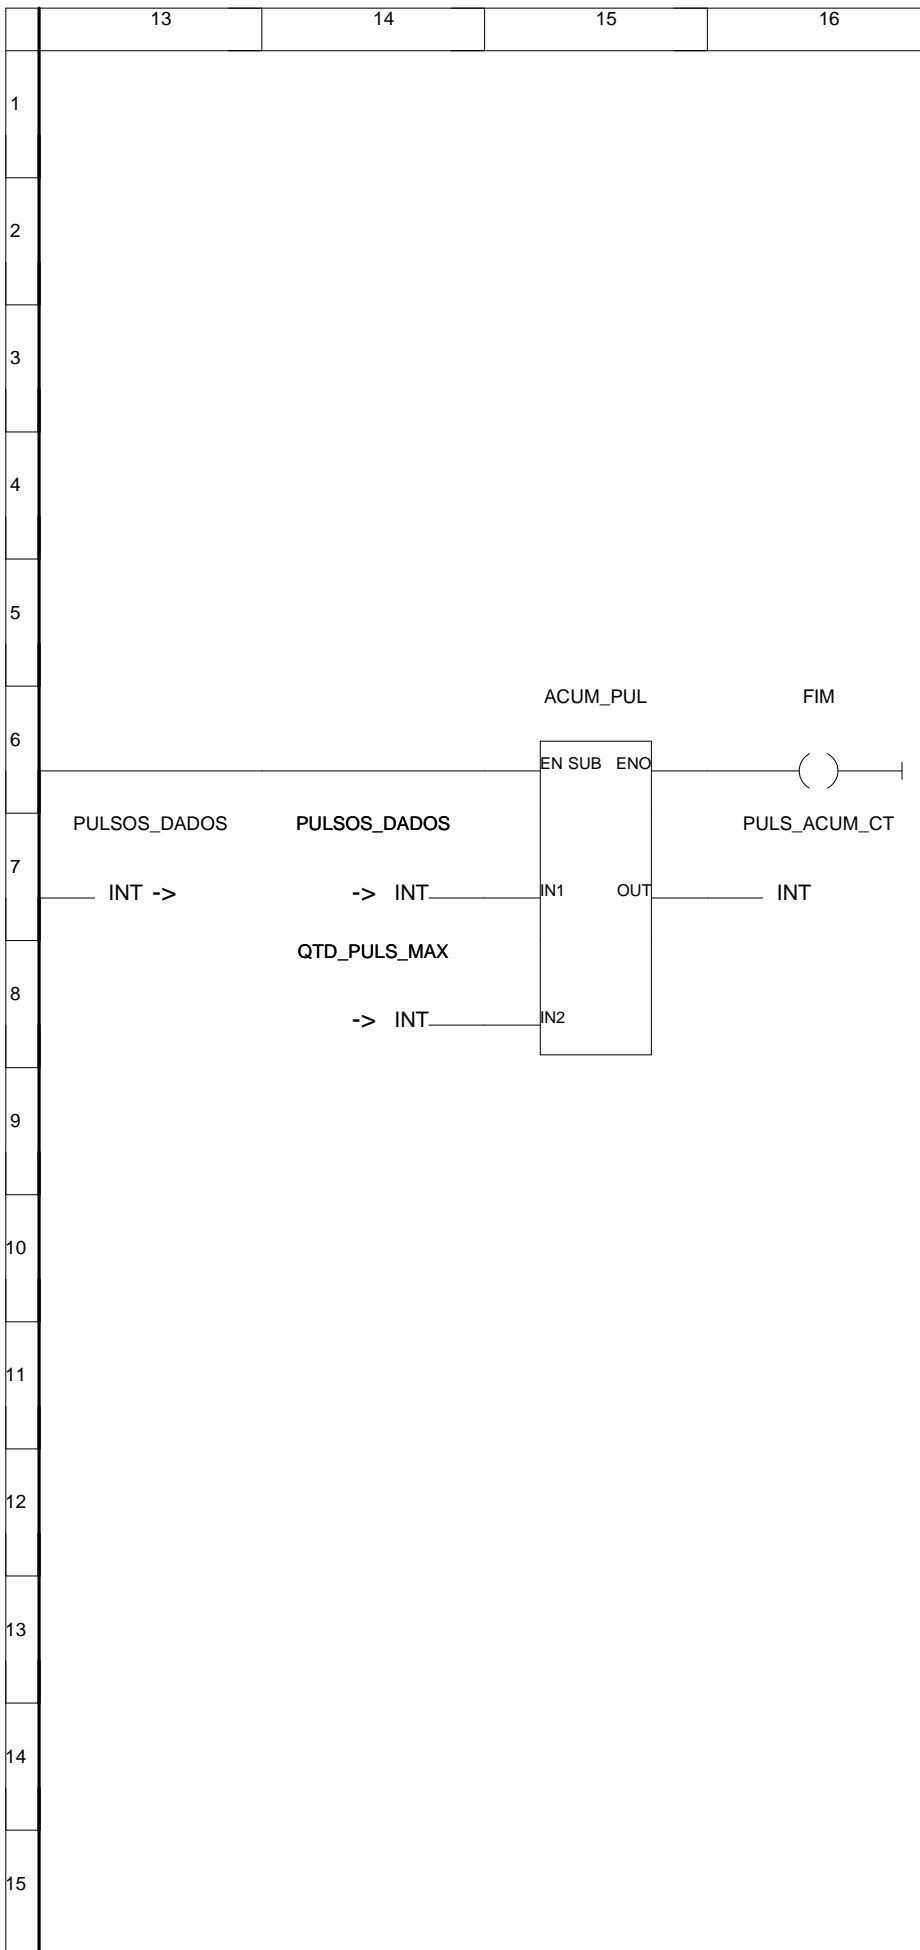 13 14 15 16
1
2
3
4
5
ACUM_PUL FIM
6
EN SUB ENO
PULSOS_DADOS PULSOS_DADOS PULS_ACUM_CT
7
INT -> -> INT IN1 OUT INT
QTD_PULS_MAX
8
-> INT IN2
9
10
11
12
13
14
15